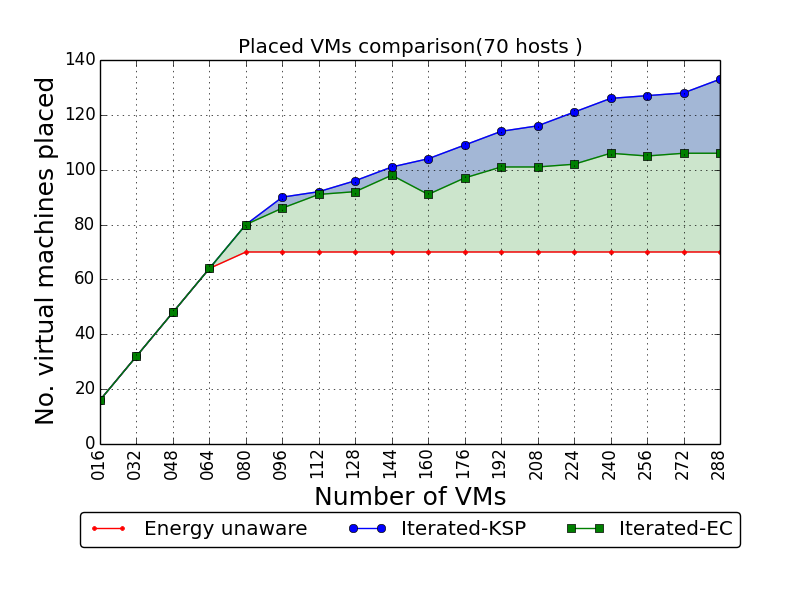 Placed VMs comparison(70 hosts )
No. virtual machines placed
140
120
100
80
60
40
20
0
016 032 048 064 080 096 112 128 144 160 176 192 208 224 240 256 272 288
Number of VMs
Energy unaware Iterated-KSP Iterated-EC